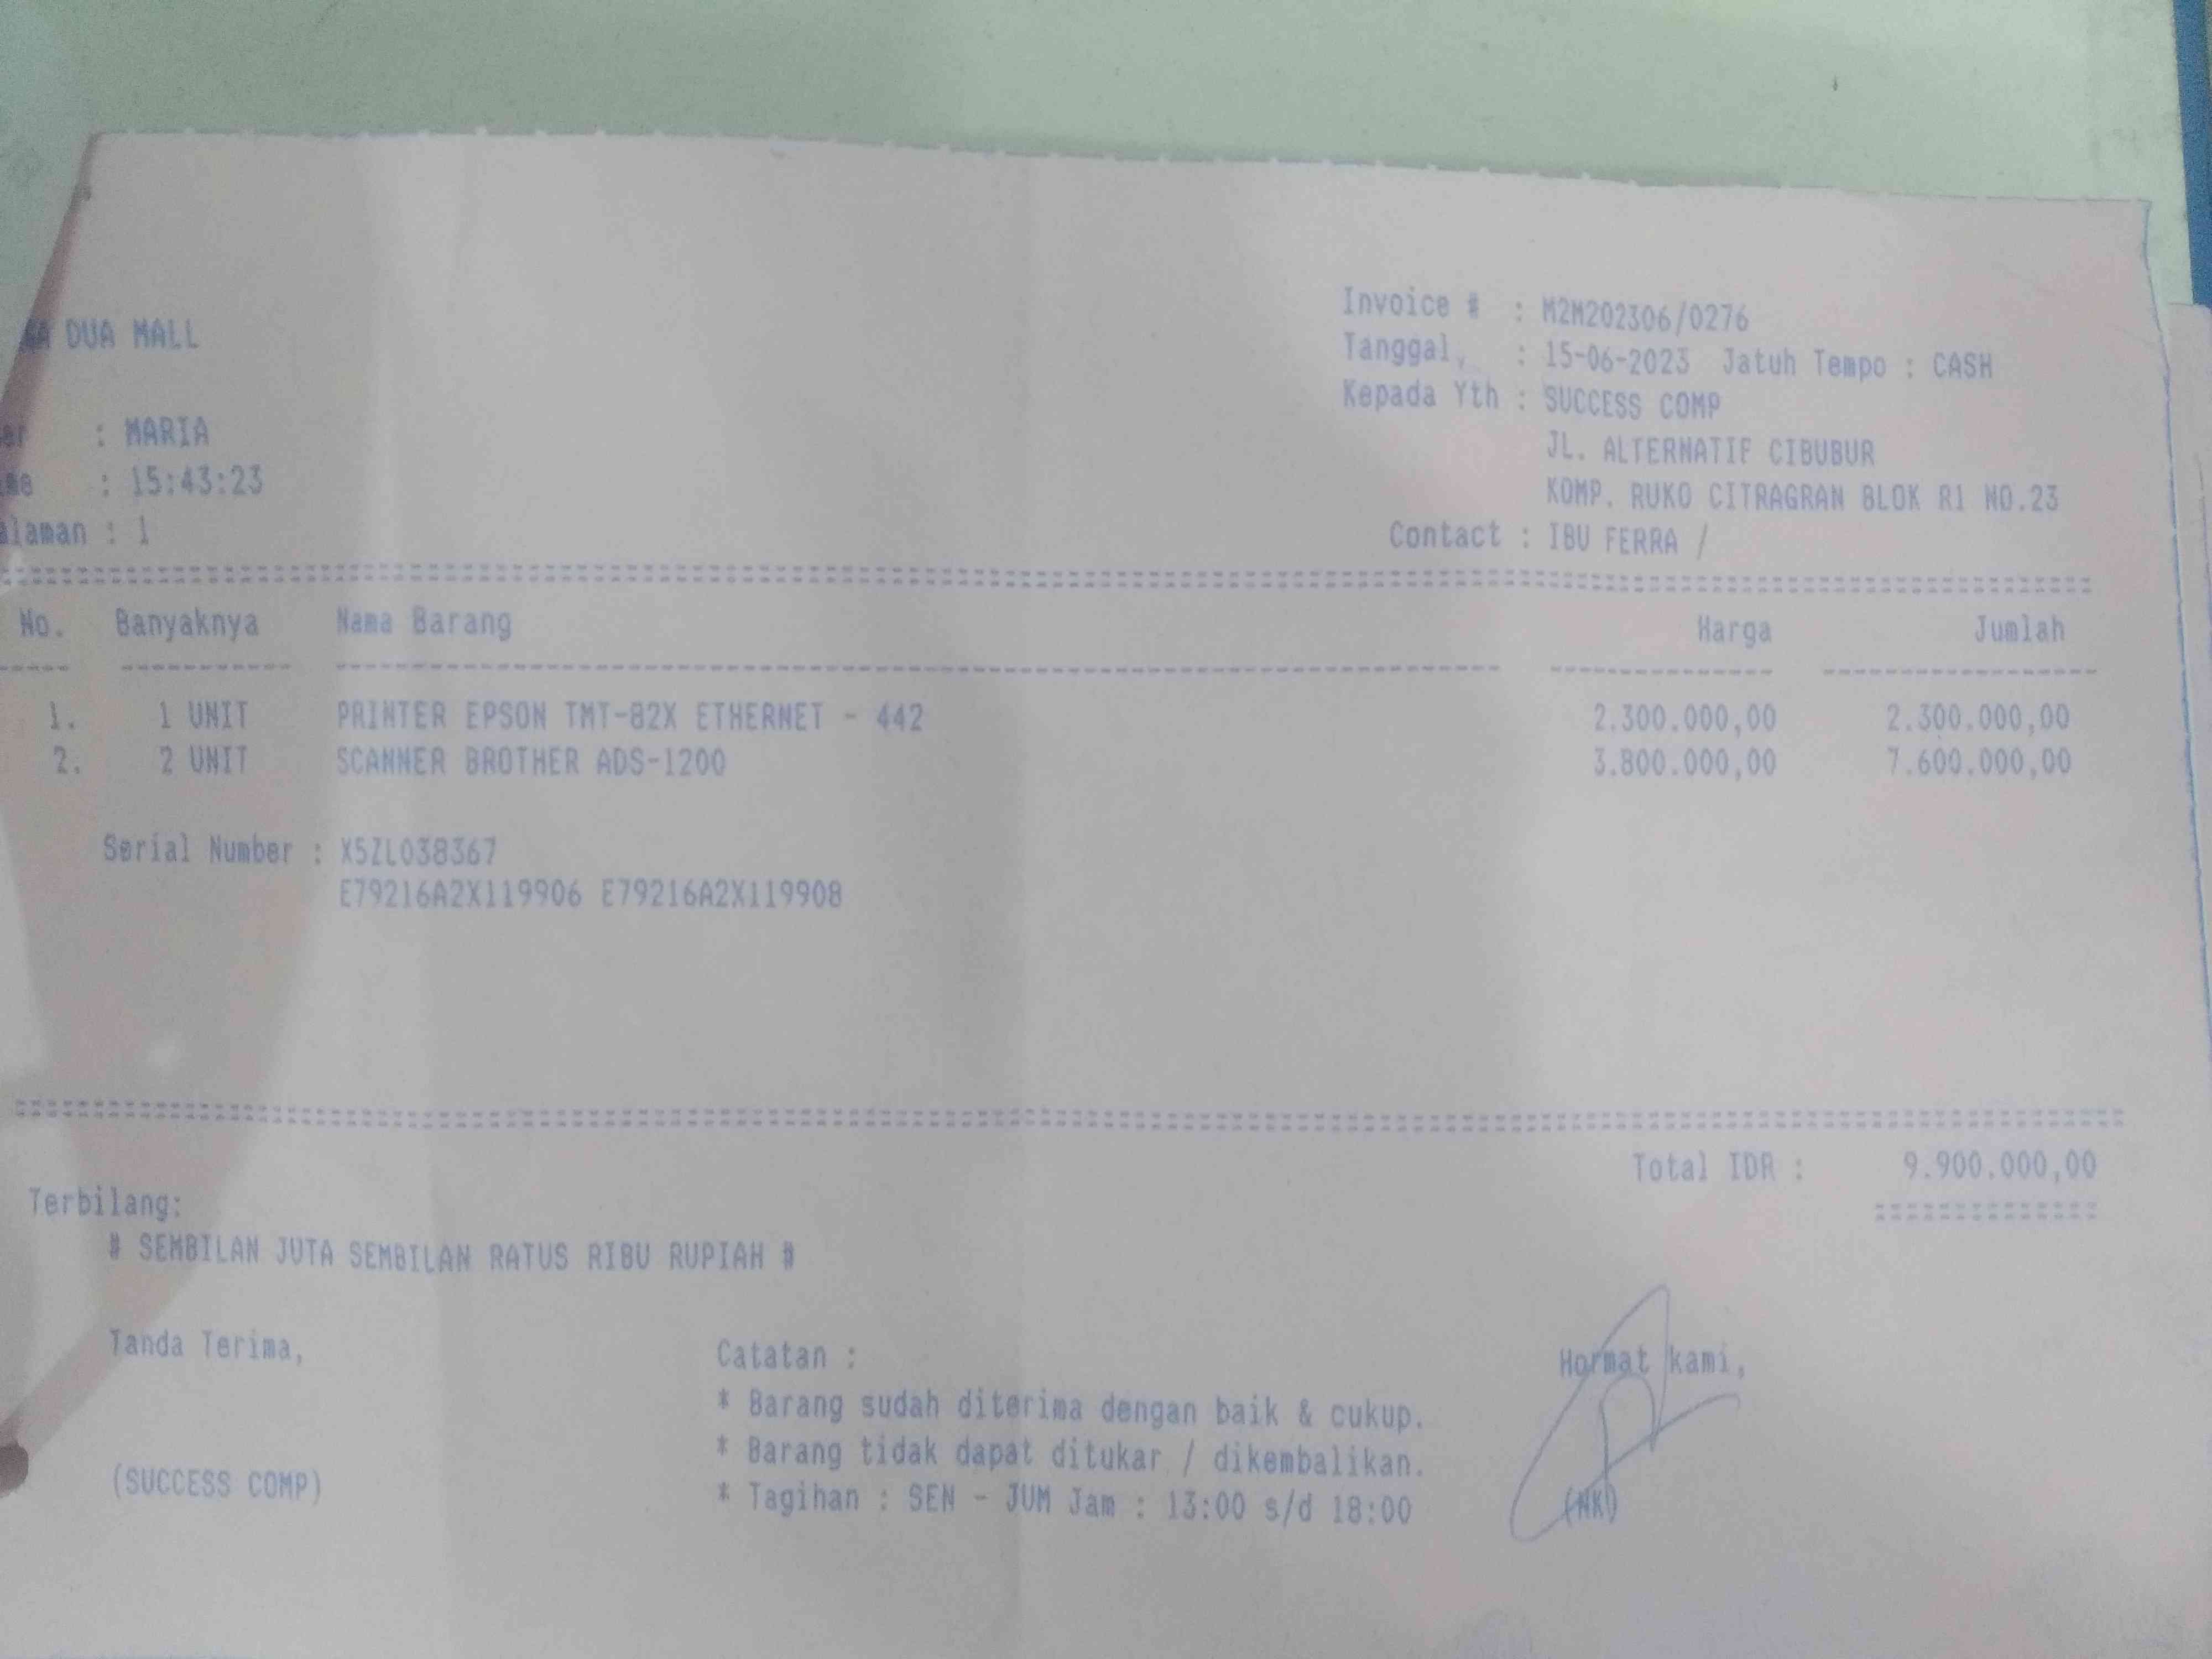 DUA MALL
Invoice # : M2M202306/0276
Tanggal, : 15-06-2023 Jatuh Tempo : CASH
Kepada Yth : SUCCESS COMP
: MARIA
JL. ALTERNATIF CIBUBUR
: 15:43:23
KOMP. RUKO CITRAGRAN BLOK R1 NO.23
alaman : 1
Contact : IBU FERRA /
No. Banyaknya Nama Barang Harga Jumlah
1. 1 UNIT PRINTER EPSON TMT-82X ETHERNET - 442 2.300.000,00 2.300.000,00
2. 2 UNIT SCANNER BROTHER ADS-1200 3.800.000,00 7.600.000,00
Serial Number : X5ZL038367
E79216A2X119906 E79216A2X119908
Total IDR : 9.900.000,00
Terbilang:
# SEMBILAN JUTA SEMBILAN RATUS RIBU RUPIAH #
Tanda Terima,
Catatan :
Hormat kami,
* Barang sudah diterima dengan baik & cukup.
* Barang tidak dapat ditukar / dikembalikan.
(SUCCESS COMP)
* Tagihan : SEN - JUM Jam : 13:00 s/d 18:00
(NK)